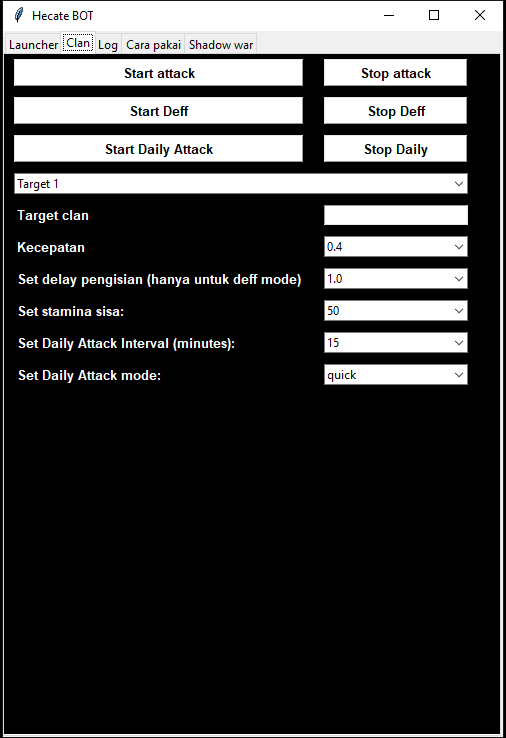 Hecate BOT
Launcher Clan Log Cara pakai Shadow war
Start attack Stop attack
Start Deff Stop Deff
Start Daily Attack Stop Daily
Target 1
Target clan
Kecepatan 0.4
Set delay pengisian (hanya untuk deff mode) 1.0
Set stamina sisa: 50
Set Daily Attack Interval (minutes): 15
Set Daily Attack mode: quick